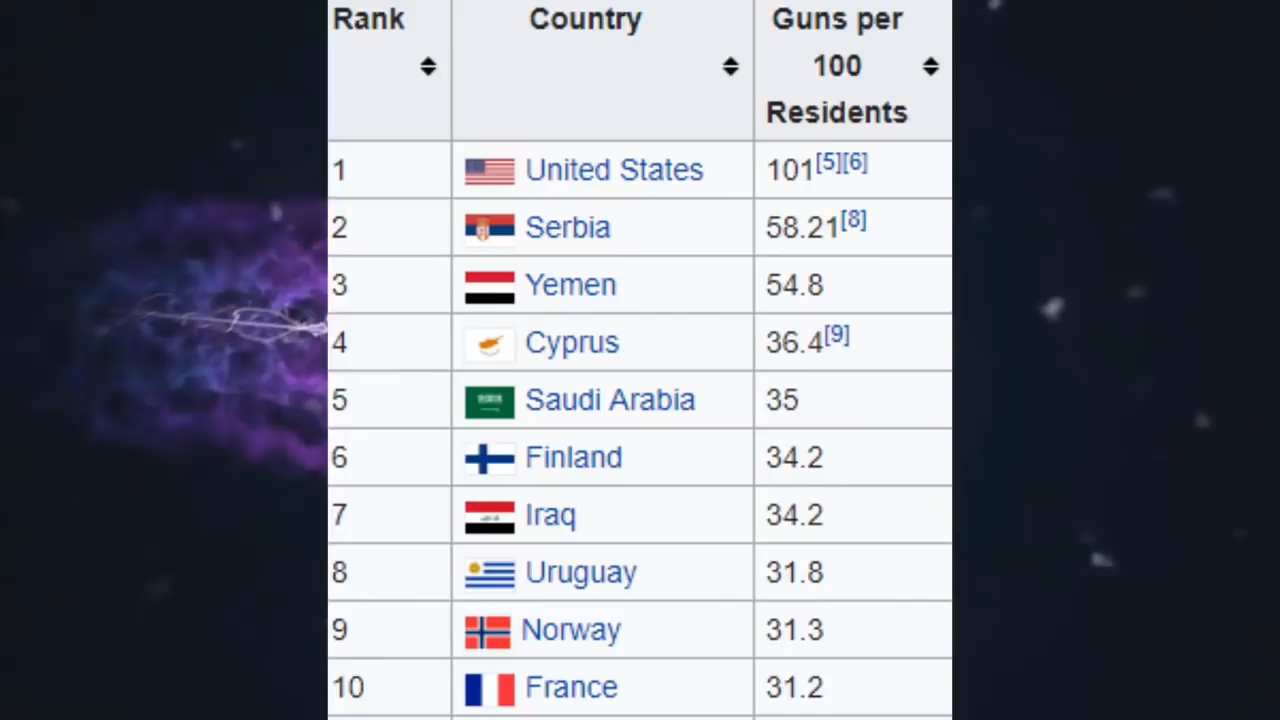 Rank Country Guns per
100
Residents
1 United States 101[5][6]
2 Serbia 58.21[8]
3 Yemen 54.8
4 Cyprus 36.4[9]
5 Saudi Arabia 35
6 Finland 34.2
7 Iraq 34.2
8 Uruguay 31.8
9 Norway 31.3
10 France 31.2